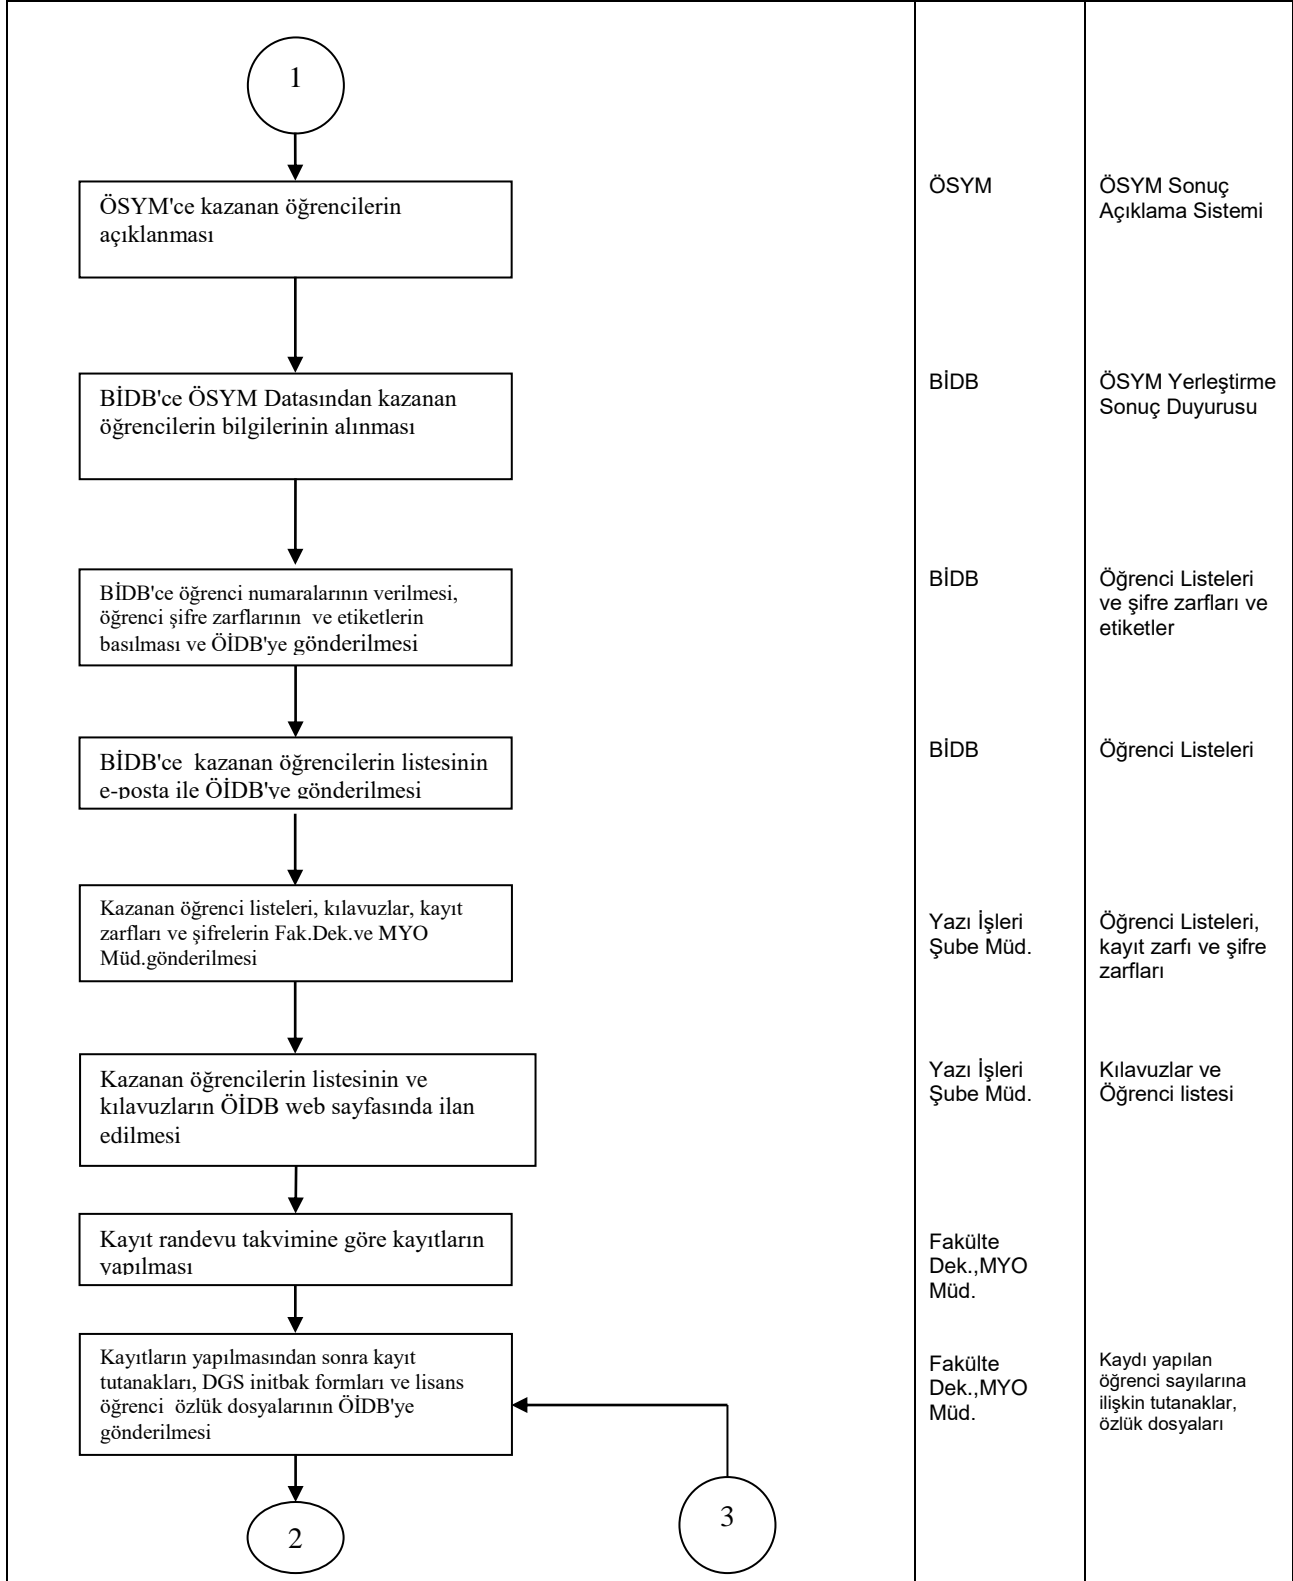 1
ÖSYM'ce kazanan öğrencilerin
açıklanması
ÖSYM
ÖSYM Sonuç
Açıklama Sistemi
BİDB'ce ÖSYM Datasından kazanan
öğrencilerin bilgilerinin alınması
BİDB
ÖSYM Yerleştirme
Sonuç Duyurusu
BİDB'ce öğrenci numaralarının verilmesi,
öğrenci şifre zarflarının ve etiketlerin
basılması ve ÖİDB'ye gönderilmesi
BİDB
Öğrenci Listeleri
ve şifre zarfları ve
etiketler
BİDB'ce kazanan öğrencilerin listesinin
e-posta ile ÖİDB'ye gönderilmesi
BİDB
Öğrenci Listeleri
Kazanan öğrenci listeleri, kılavuzlar, kayıt
zarfları ve şifrelerin Fak.Dek.ve MYO
Müd.gönderilmesi
Yazı İşleri
Şube Müd.
Öğrenci Listeleri,
kayıt zarfı ve şifre
zarfları
Kazanan öğrencilerin listesinin ve
kılavuzların ÖİDB web sayfasında ilan
edilmesi
Yazı İşleri
Şube Müd.
Kılavuzlar ve
Öğrenci listesi
Kayıt randevu takvimine göre kayıtların
yapılması
Fakülte
Dek.,MYO
Müd.
Kayıtların yapılmasından sonra kayıt
tutanakları, DGS initbak formları ve lisans
öğrenci özlük dosyalarının ÖİDB'ye
gönderilmesi
Fakülte
Dek.,MYO
Müd.
Kaydı yapılan
öğrenci sayılarına
ilişkin tutanaklar,
özlük dosyaları
2
3